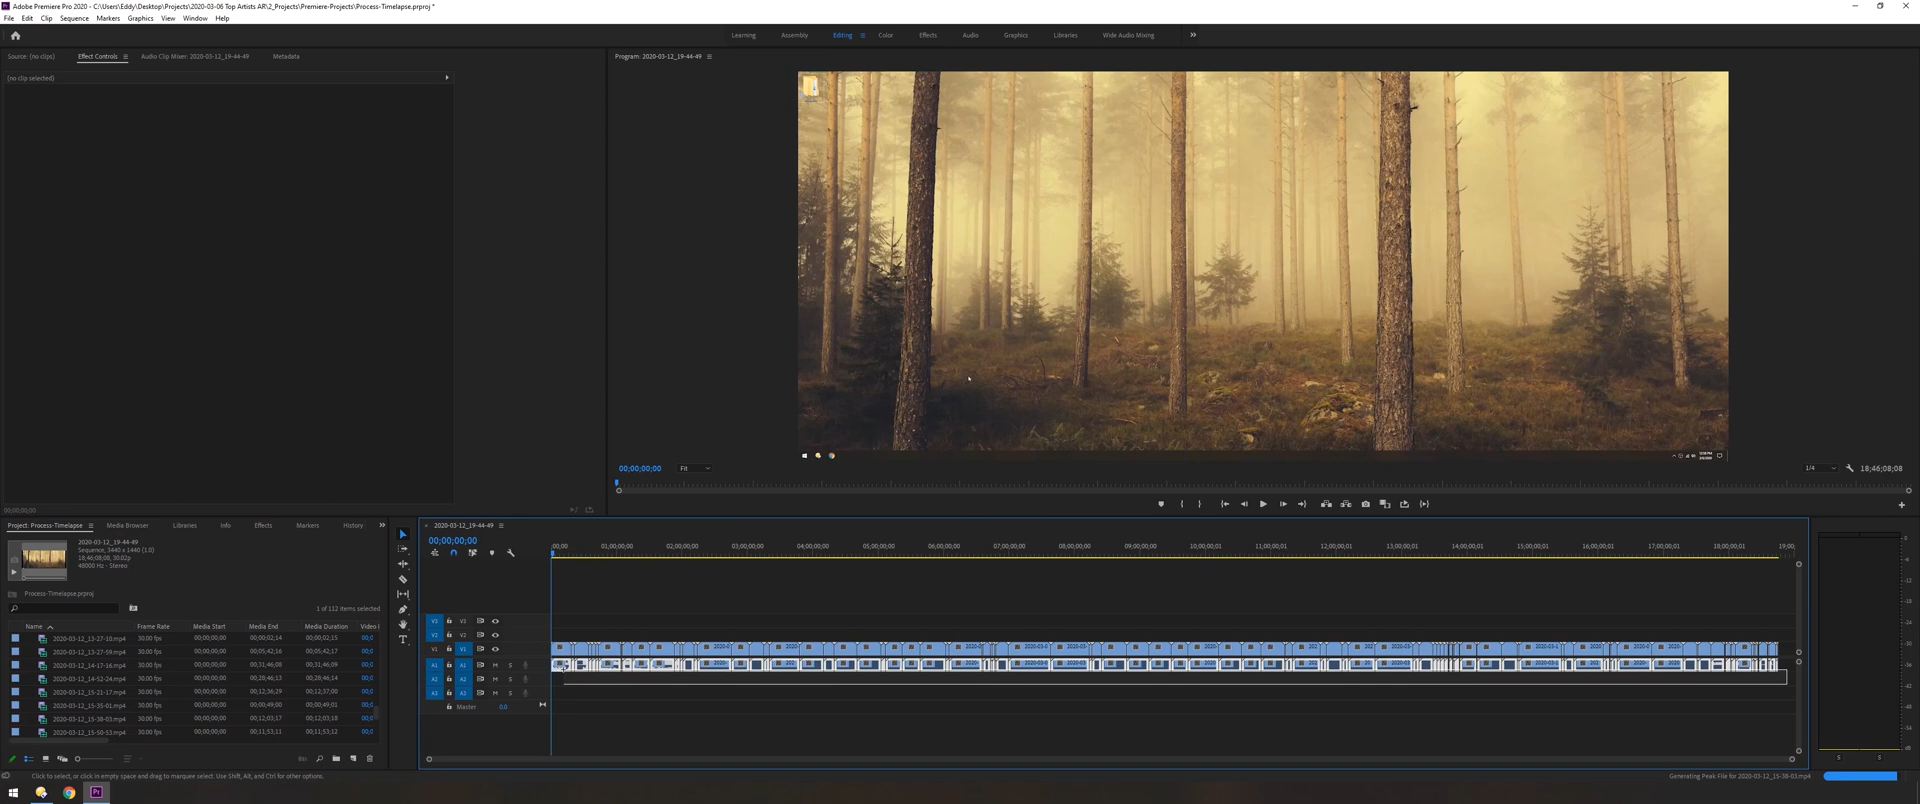 Adobe Premiere Pro 2020 - C:\Users\Eddy\Desktop\Projects\2020-03-06 Top Artists AR\2_Projects\Premiere-Projects\Process-Timelapse.prproj *
File Edit Clip Sequence Markers Graphics View Window Help
Learning Assembly Editing Color Effects Audio Graphics Libraries Wide Audio Mixing
Source: (no clips) Effect Controls Audio Clip Mixer: 2020-03-12_19-44-49 Metadata
Program: 2020-03-12_19-44-49
(no clip selected)
00;00;00;00 Fit 1/4 18;46;08;08
00;00;00;00
Project: Process-Timelapse Media Browser Libraries Info Effects Markers History
2020-03-12_19-44-49
Sequence, 3440 x 1440 (1.0)
18;46;08;08, 30.02p
48000 Hz - Stereo
Process-Timelapse.prproj
1 of 112 items selected
Name Frame Rate Media Start Media End Media Duration Video I
2020-03-12_13-27-10.mp4 30.00 fps 00;00;00;00 00;00;02;14 00;00;02;15 00;0
2020-03-12_13-27-59.mp4 30.00 fps 00;00;00;00 00;05;42;16 00;05;42;17 00;0
2020-03-12_14-17-16.mp4 30.00 fps 00;00;00;00 00;31;46;08 00;31;46;09 00;0
2020-03-12_14-52-24.mp4 30.00 fps 00;00;00;00 00;28;46;13 00;28;46;14 00;0
2020-03-12_15-21-17.mp4 30.00 fps 00;00;00;00 00;12;36;29 00;12;37;00 00;0
2020-03-12_15-35-01.mp4 30.00 fps 00;00;00;00 00;00;49;00 00;00;49;01 00;0
2020-03-12_15-38-03.mp4 30.00 fps 00;00;00;00 00;12;03;17 00;12;03;18 00;0
2020-03-12_15-50-53.mp4 30.00 fps 00;00;00;00 00;11;53;11 00;11;53;12 00;0
2020-03-12_19-44-49
00;00;00;00
;00;00 01;00;00;00 02;00;00;00 03;00;00;00 04;00;00;00 05;00;00;00 06;00;00;00 07;00;00;00 08;00;00;00 09;00;00;00 10;00;00;01 11;00;00;01 12;00;00;01 13;00;00;01 14;00;00;01 15;00;00;01 16;00;00;01 17;00;00;01 18;00;00;01 19;00;
V3 V3
V2 V2
V1 V1
A1 A1 M S
A2 A2 M S
A3 A3 M S
Master 0.0
0
-6
-12
-18
-24
-30
-36
-42
-48
-54
dB
S S
Click to select, or click in empty space and drag to marquee select. Use Shift, Alt, and Ctrl for other options.
Generating Peak File for 2020-03-12_15-38-03.mp4
Pr